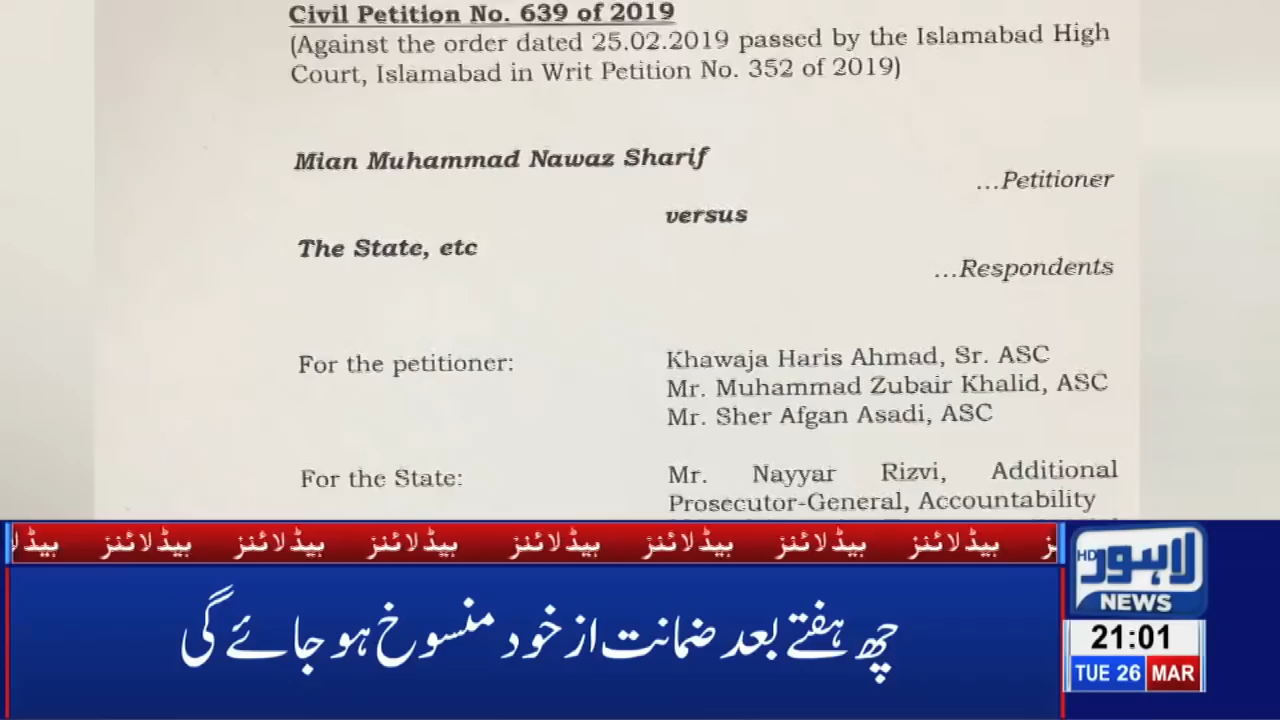 Civil Petition No. 639 of 2019
(Against the order dated 25.02.2019 passed by the Islamabad High
Court, Islamabad in Writ Petition No. 352 of 2019)
Mian Muhammad Nawaz Sharif
...Petitioner
versus
The State, etc
...Respondents
For the petitioner:
Khawaja Haris Ahmad, Sr. ASC
Mr. Muhammad Zubair Khalid, ASC
Mr. Sher Afgan Asadi, ASC
For the State:
Mr. Nayyar Rizvi, Additional
Prosecutor-General, Accountability
ہیڈلائنز ہیڈلائنز ہیڈلائنز ہیڈلائنز ہیڈلائنز ہیڈلائنز ہیڈلائنز
چھ ہفتے بعد ضمانت از خود منسوخ ہو جائے گی
HD لاہور
NEWS
21:01
TUE 26 MAR